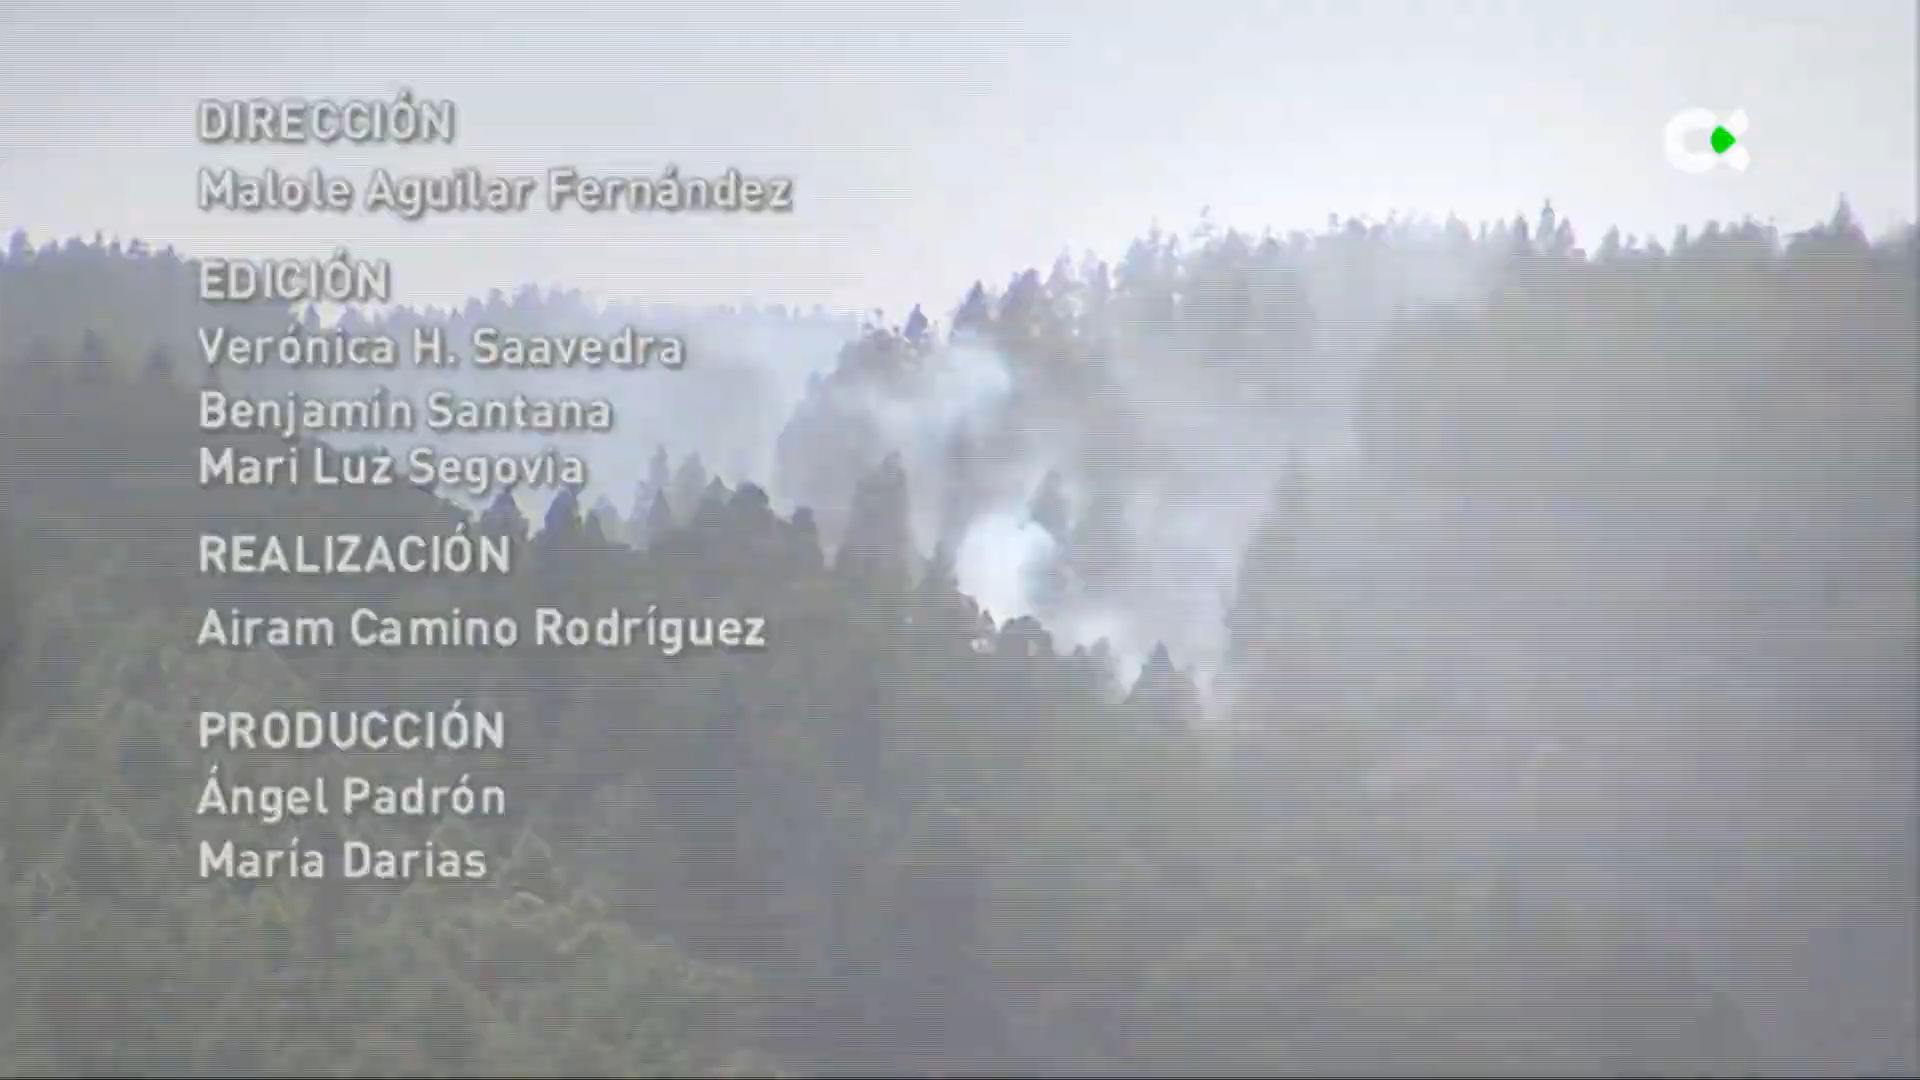 DIRECCIÓN
Malole Aguilar Fernández
EDICIÓN
Verónica H. Saavedra
Benjamín Santana
Mari Luz Segovia
REALIZACIÓN
Airam Camino Rodríguez
PRODUCCIÓN
Ángel Padrón
María Darias